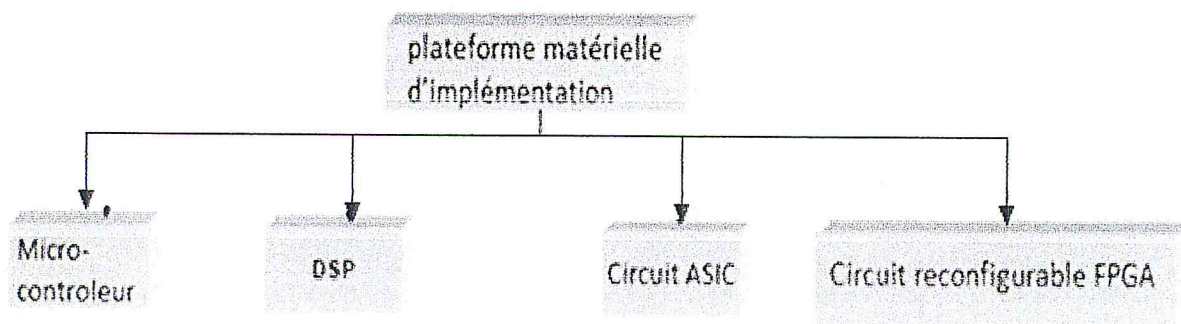 plateforme matérielle
d'implémentation
Micro-
controleur
DSP
Circuit ASIC
Circuit reconfigurable FPGA